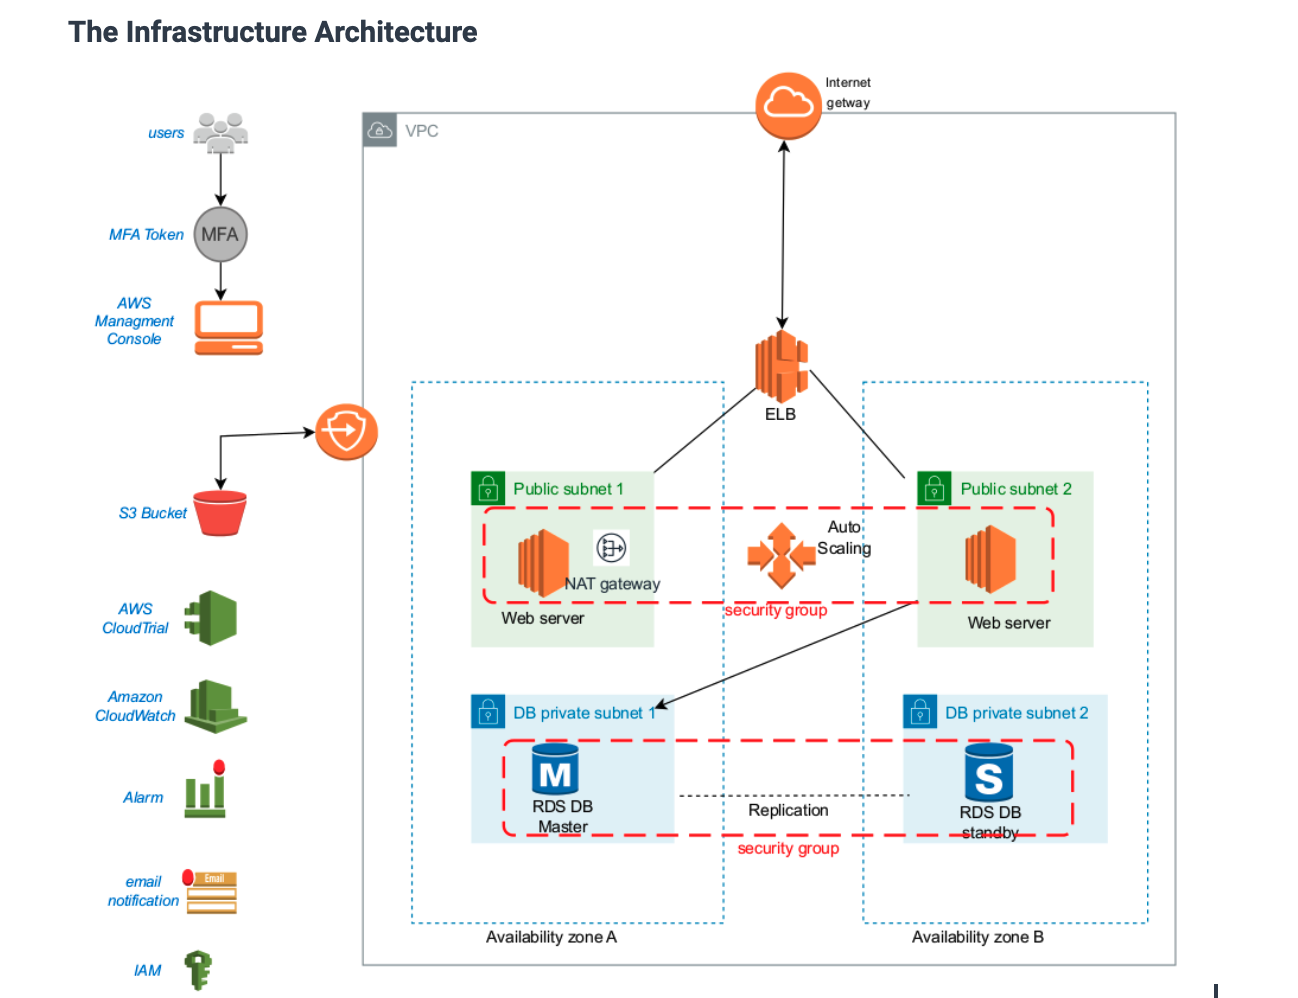 The Infrastructure Architecture
Internet
getway
VPC
users
MFA Token
MFA
AWS
Managment
Console
ELB
S3 Bucket
Public subnet 1
Public subnet 2
Auto
Scaling
NAT gateway
security group
Web server
Web server
AWS
CloudTrial
Amazon
CloudWatch
DB private subnet 1
DB private subnet 2
M
S
RDS DB
Master
Replication
RDS DB
standby
security group
Alarm
Email
email
notification
Availability zone A
Availability zone B
IAM